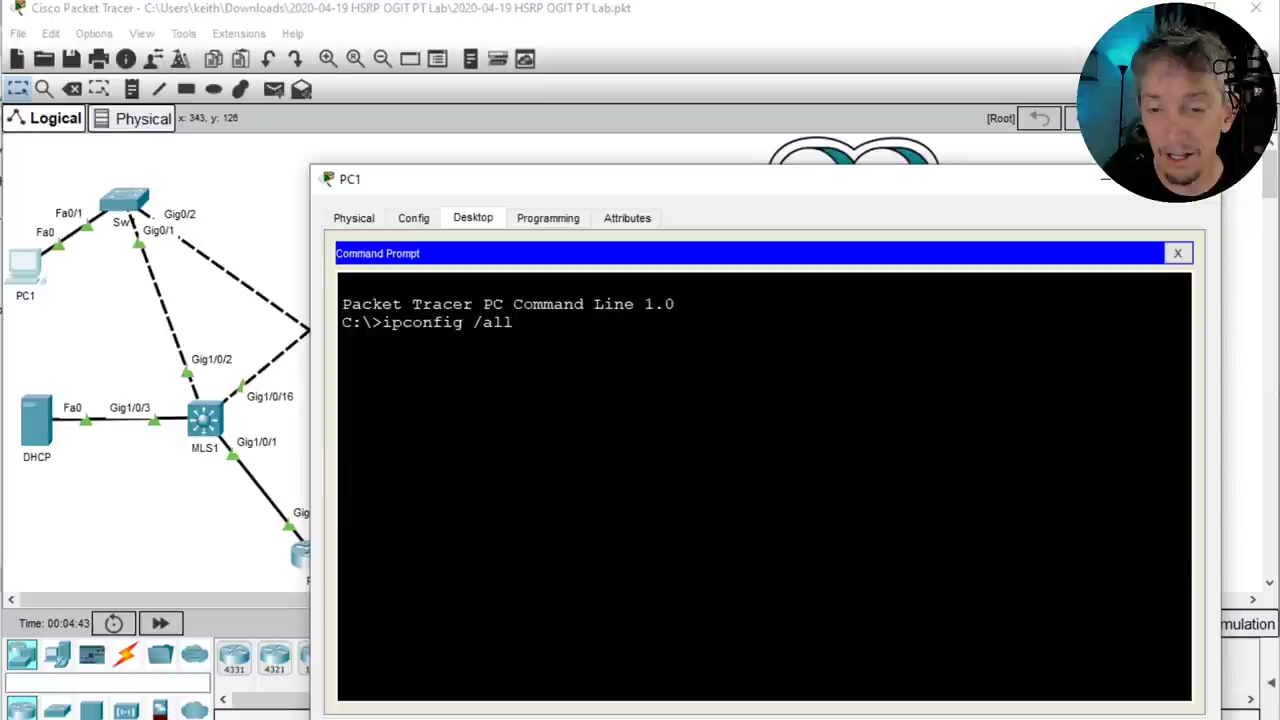 Cisco Packet Tracer - C:\Users\keith\Downloads\2020-04-19 HSRP OGIT PT Lab\2020-04-19 HSRP OGIT PT Lab.pkt
File Edit Options View Tools Extensions Help
Logical Physical x: 343, y: 126 [Root]
PC1
Physical Config Desktop Programming Attributes
Command Prompt X
Packet Tracer PC Command Line 1.0
C:\>ipconfig /all
Fa0/1
Sw
Gig0/2
Fa0
Gig0/1
PC1
Gig1/0/2
Gig1/0/16
Fa0
Gig1/0/3
MLS1
Gig1/0/1
DHCP
Gig
Time: 00:04:43
mulation
4331
4321